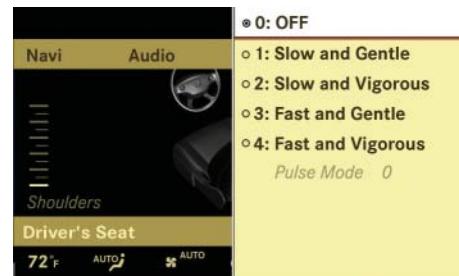 Navi Audio
Shoulders
Driver's Seat
72°F AUTO AUTO
0: OFF
1: Slow and Gentle
2: Slow and Vigorous
3: Fast and Gentle
4: Fast and Vigorous
Pulse Mode 0